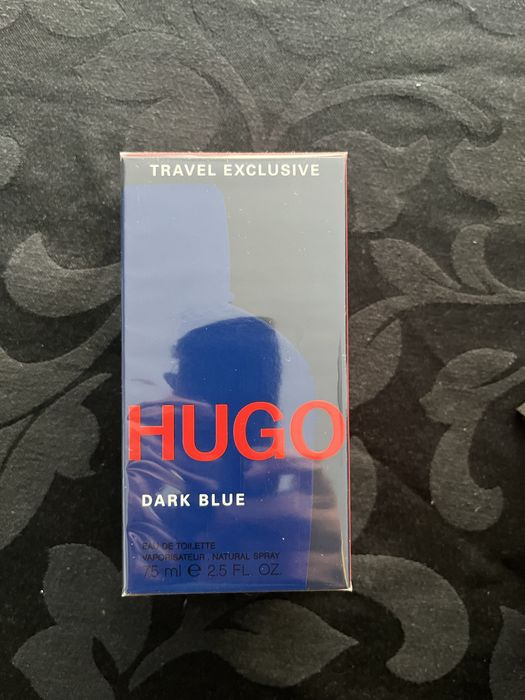 TRAVEL EXCLUSIVE
HUGO
DARK BLUE
EAU DE TOILETTE
VAPORISATEUR . NATURAL SPRAY
75 ml ℮ 2.5 FL. OZ.